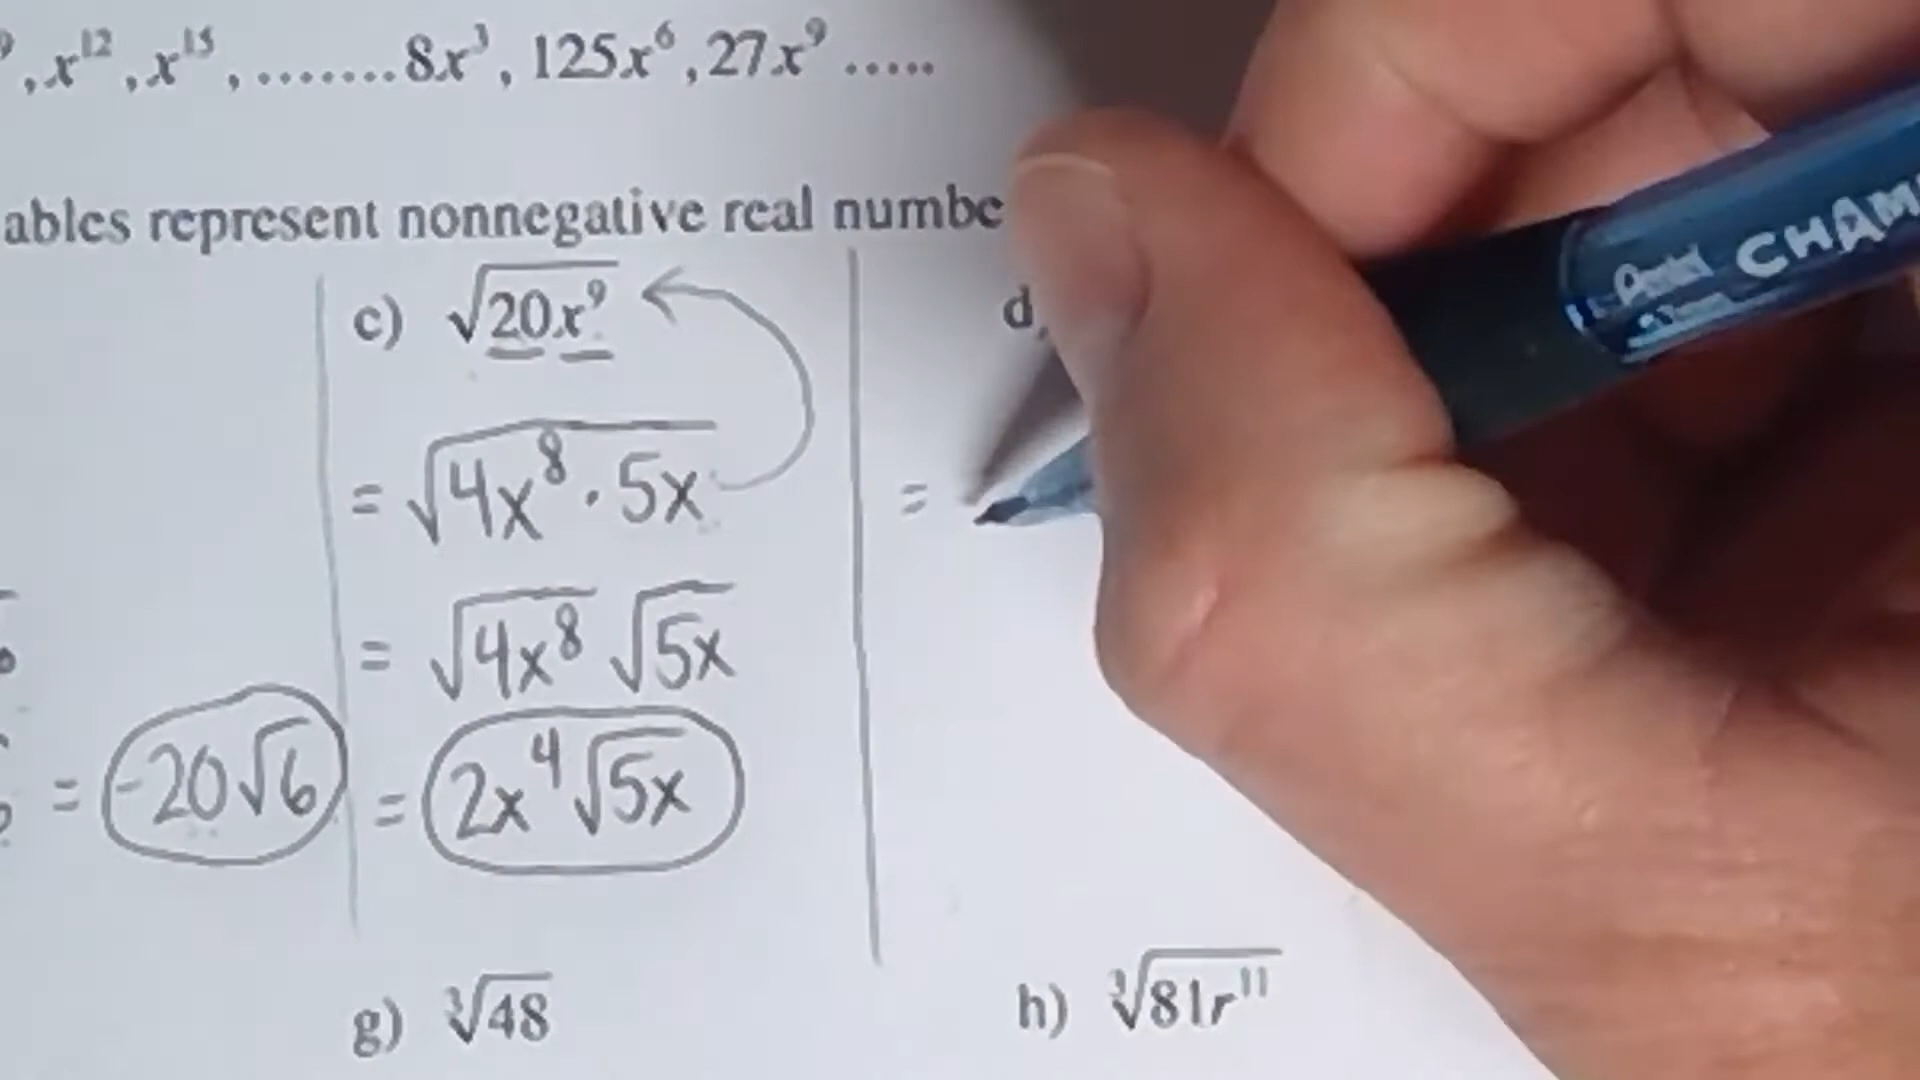 , x¹², x¹⁵, ....... 8x³, 125x⁶, 27x⁹ .....
ables represent nonnegative real numbe
c) √20x⁹
d)
= √4x⁸ · 5x
=
= √4x⁸ √5x
= -20√6
= 2x⁴√5x
g) ∛48
h) ∛81r¹¹
Pentel CHAM